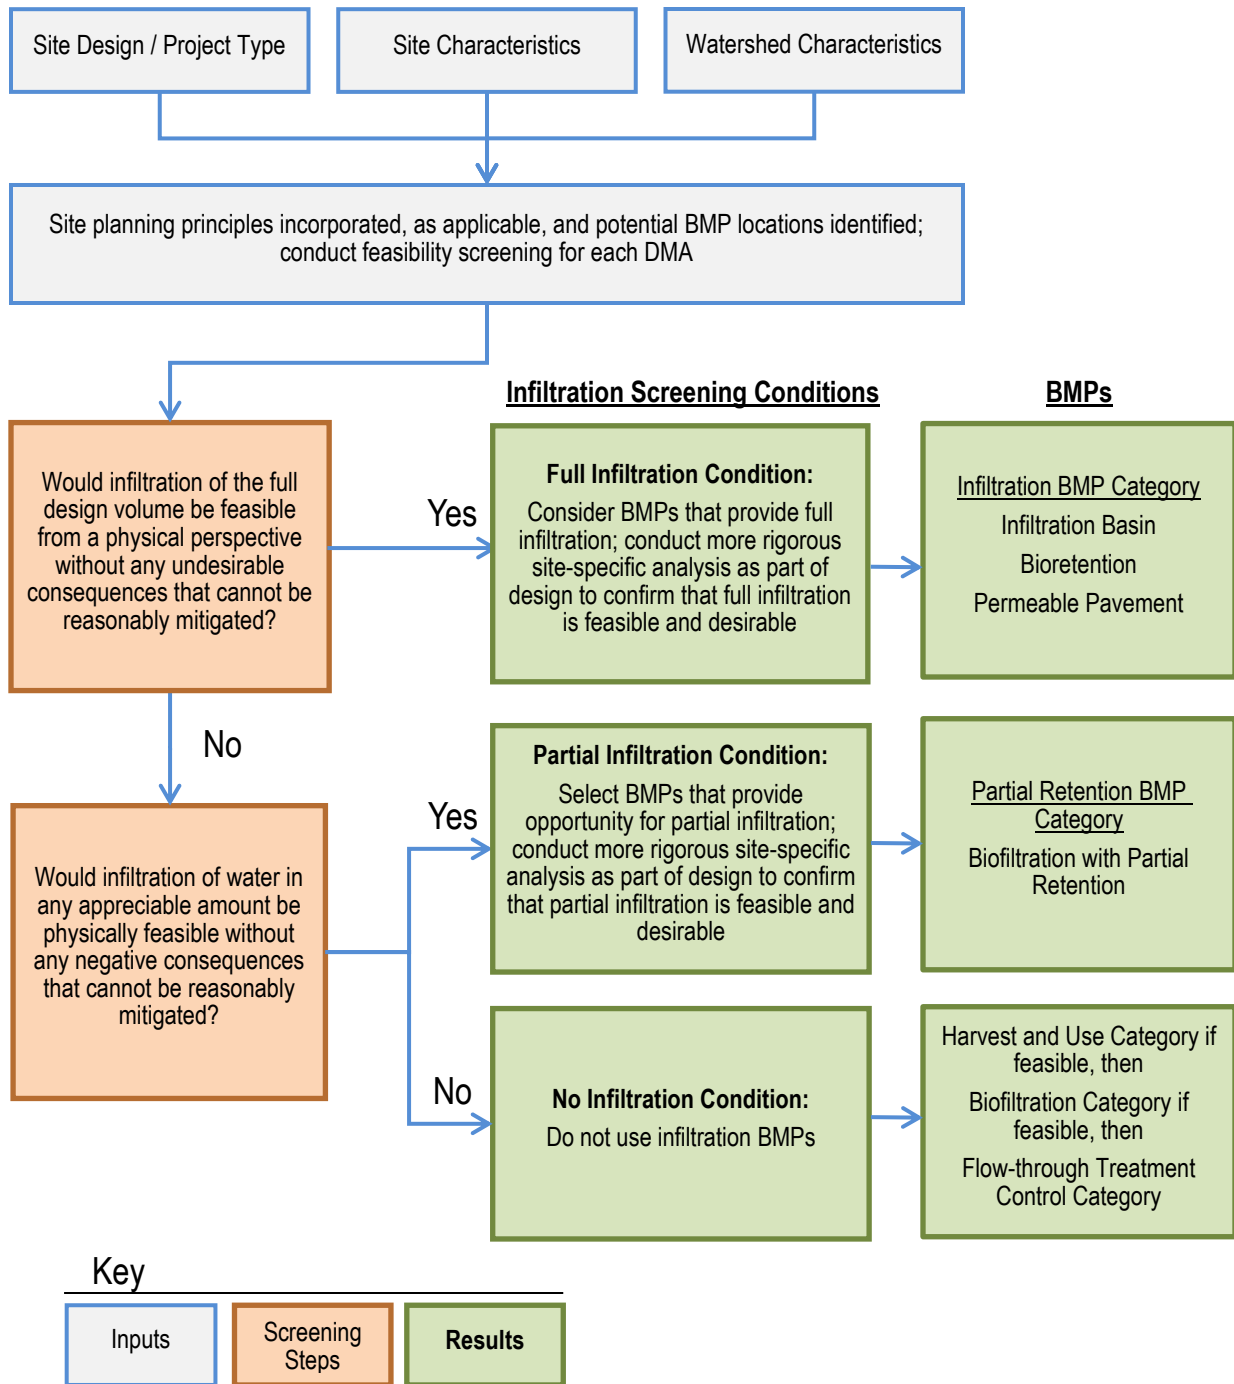 Site Design / Project Type
Site Characteristics
Watershed Characteristics
Site planning principles incorporated, as applicable, and potential BMP locations identified;
conduct feasibility screening for each DMA
Infiltration Screening Conditions
BMPs
Would infiltration of the full
design volume be feasible
from a physical perspective
without any undesirable
consequences that cannot be
reasonably mitigated?
Yes
Full Infiltration Condition:
Consider BMPs that provide full
infiltration; conduct more rigorous
site-specific analysis as part of
design to confirm that full infiltration
is feasible and desirable
Infiltration BMP Category
Infiltration Basin
Bioretention
Permeable Pavement
No
Would infiltration of water in
any appreciable amount be
physically feasible without
any negative consequences
that cannot be reasonably
mitigated?
Yes
Partial Infiltration Condition:
Select BMPs that provide
opportunity for partial infiltration;
conduct more rigorous site-specific
analysis as part of design to confirm
that partial infiltration is feasible and
desirable
Partial Retention BMP
Category
Biofiltration with Partial
Retention
No
No Infiltration Condition:
Do not use infiltration BMPs
Harvest and Use Category if
feasible, then
Biofiltration Category if
feasible, then
Flow-through Treatment
Control Category
Key
Inputs
Screening
Steps
Results